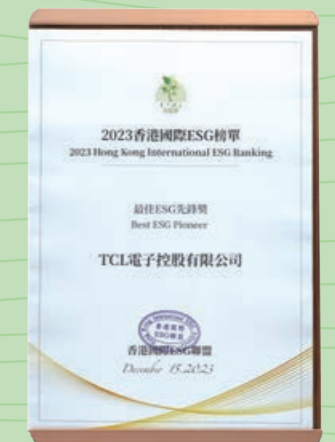 2023香港國際ESG榜單
2023 Hong Kong International ESG Ranking
最佳ESG先鋒獎
Best ESG Pioneer
TCL電子控股有限公司
香港國際ESG聯盟
December 15, 2023